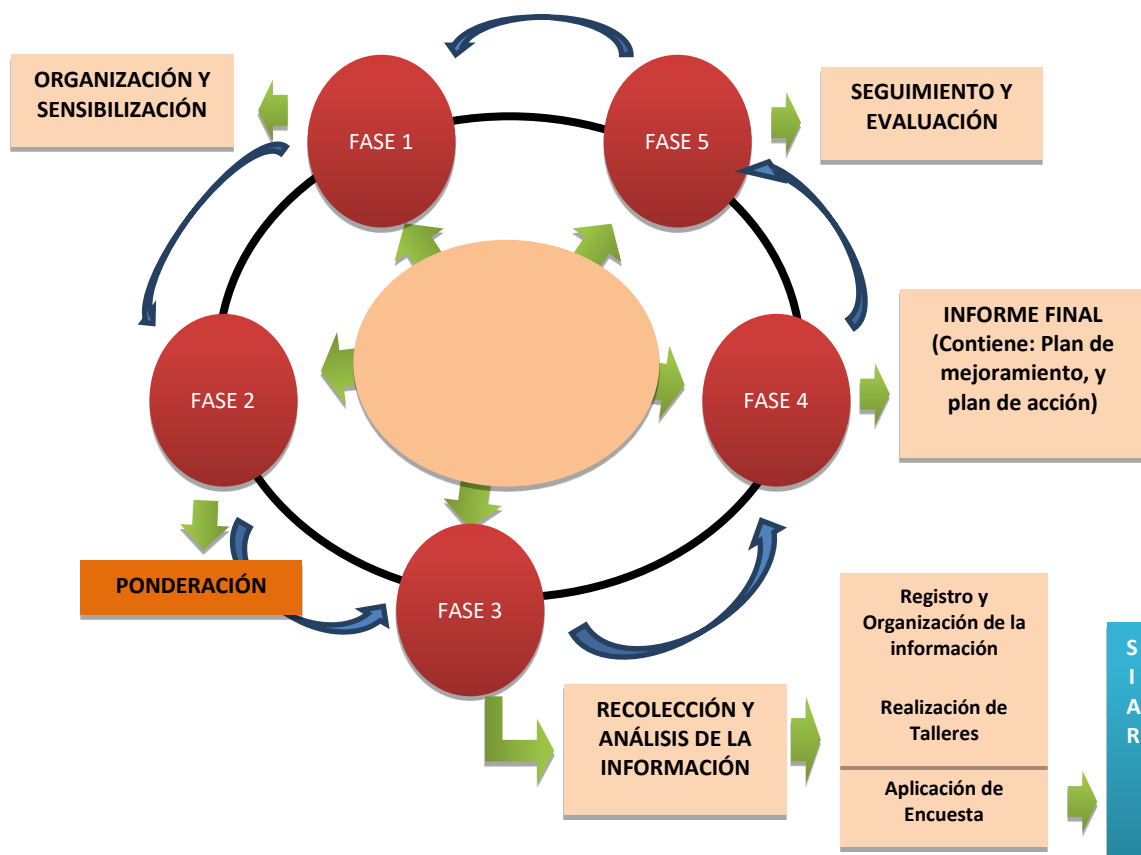 ORGANIZACIÓN Y
SENSIBILIZACIÓN
FASE 1
FASE 5
SEGUIMIENTO Y
EVALUACIÓN
FASE 2
FASE 4
INFORME FINAL
(Contiene: Plan de
mejoramiento, y
plan de acción)
PONDERACIÓN
FASE 3
RECOLECCIÓN Y
ANÁLISIS DE LA
INFORMACIÓN
Registro y
Organización de la
información
Realización de
Talleres
Aplicación de
Encuesta
S
I
A
R